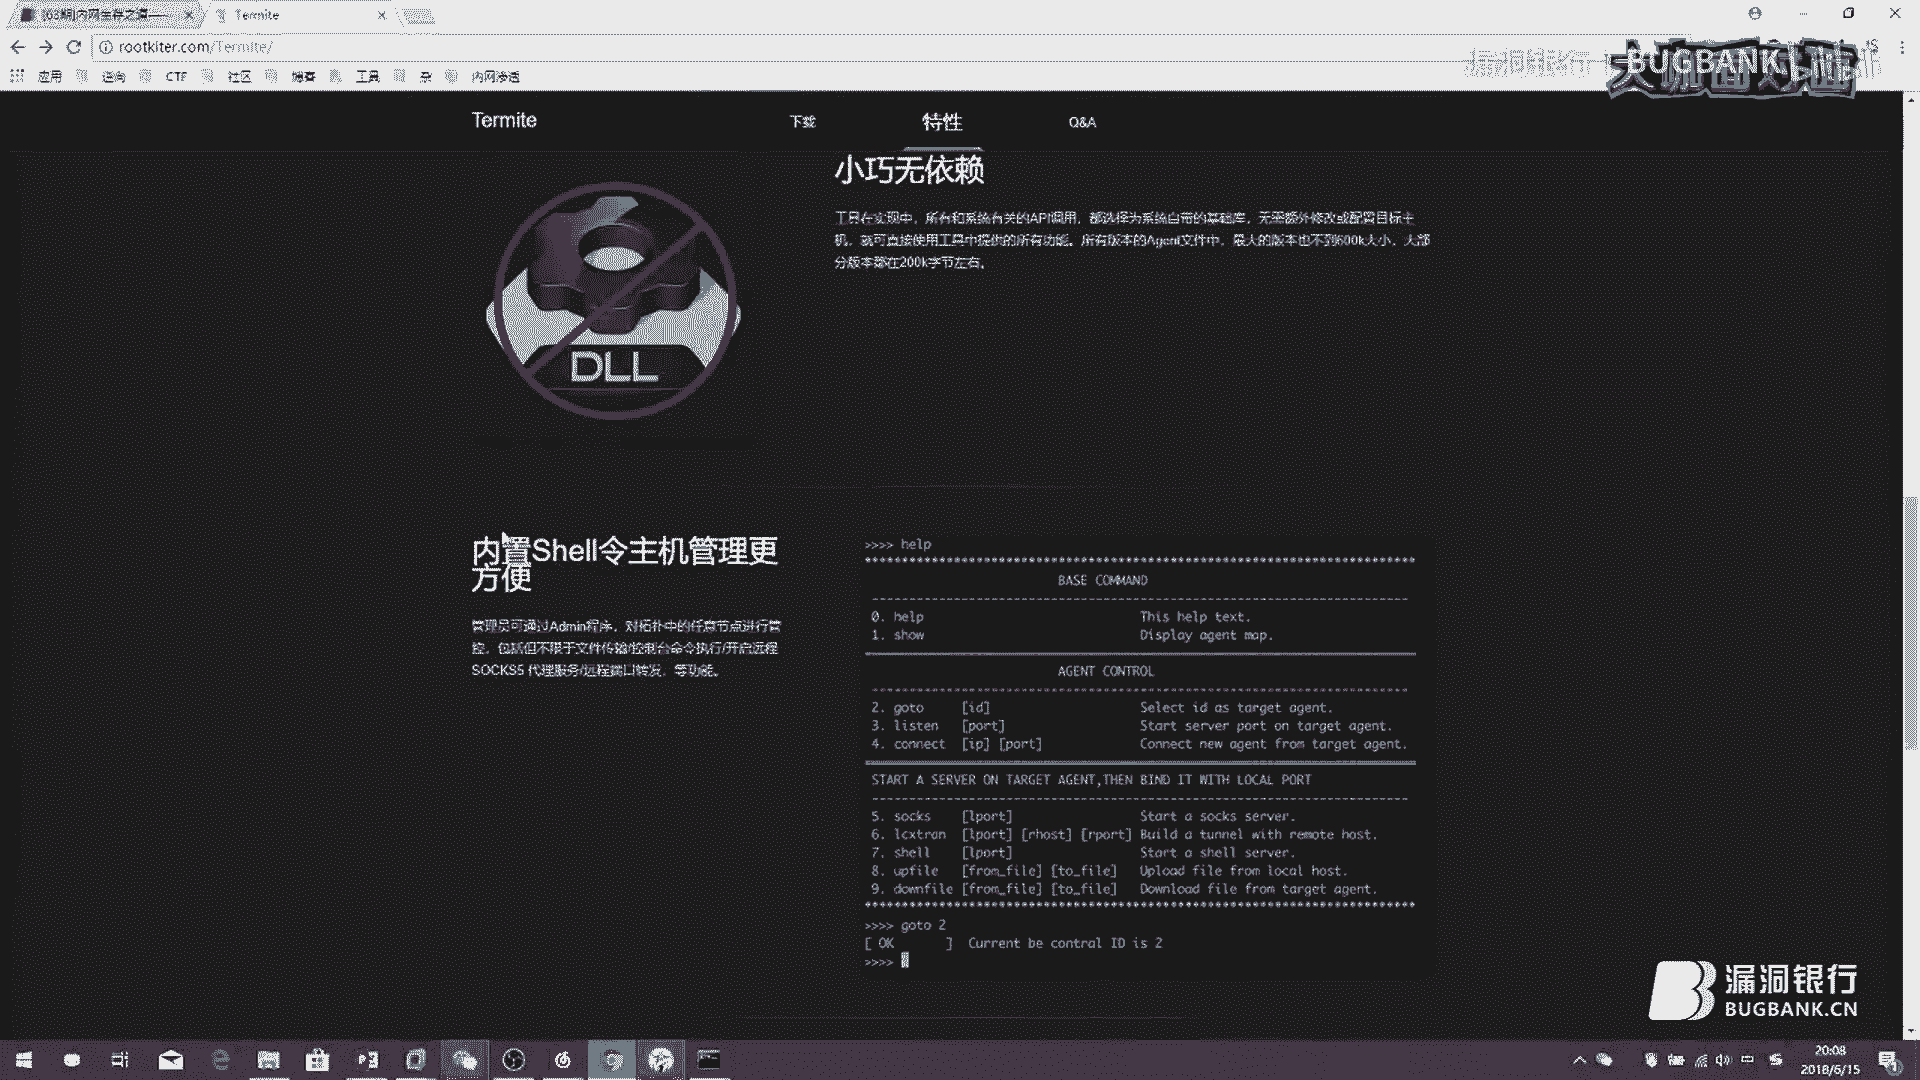 [63期]内网生存之道——
Termite
rootkiter.com/Termite/
应用
逆向
CTF
社区
爆毒
工具
杂
内网渗透
漏洞银行
BUGBANK
大咖面对面
Termite
下载
特性
Q&A
小巧无依赖
工具在实现中,所有和系统有关的API调用,都选择为系统自带的基础库,无需额外修改或配置目标主
机,就可直接使用工具中提供的所有功能。所有版本的Agent文件中,最大的版本也不到600k大小,大部
分版本都在200k字节左右。
DLL
内置Shell令主机管理更
方便
管理员可通过Admin程序,对拓扑中的任意节点进行管
控,包括但不限于文件传输/控制台命令执行/开启远程
SOCKS5 代理服务/远程端口转发,等功能。
>>>> help
BASE COMMAND
0. help This help text.
1. show Display agent map.
AGENT CONTROL
2. goto [id] Select id as target agent.
3. listen [port] Start server port on target agent.
4. connect [ip] [port] Connect new agent from target agent.
START A SERVER ON TARGET AGENT,THEN BIND IT WITH LOCAL PORT
5. socks [lport] Start a socks server.
6. lcxtran [lport] [rhost] [rport] Build a tunnel with remote host.
7. shell [lport] Start a shell server.
8. upfile [from_file] [to_file] Upload file from local host.
9. downfile [from_file] [to_file] Download file from target agent.
>>>> goto 2
[ OK ] Current be contral ID is 2
>>>>
漏洞银行
BUGBANK.CN
20:08
2018/6/15